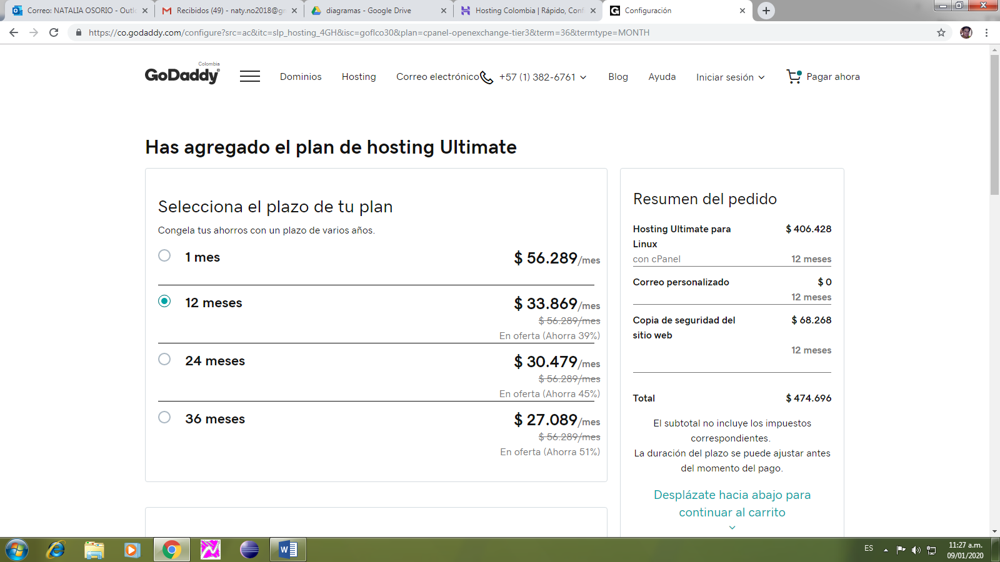 Correo: NATALIA OSORIO - Outl
Recibidos (49) - naty.no2018@gm
diagramas - Google Drive
Hosting Colombia | Rápido, Conf
Configuración
https://co.godaddy.com/configure?src=ac&itc=slp_hosting_4GH&isc=goflco30&plan=cpanel-openexchange-tier3&term=36&termtype=MONTH
Colombia
GoDaddy
Dominios
Hosting
Correo electrónico
+57 (1) 382-6761
Blog
Ayuda
Iniciar sesión
Pagar ahora
Has agregado el plan de hosting Ultimate
Selecciona el plazo de tu plan
Congela tus ahorros con un plazo de varios años.
1 mes
$ 56.289/mes
12 meses
$ 33.869/mes
$ 56.289/mes
En oferta (Ahorra 39%)
24 meses
$ 30.479/mes
$ 56.289/mes
En oferta (Ahorra 45%)
36 meses
$ 27.089/mes
$ 56.289/mes
En oferta (Ahorra 51%)
Resumen del pedido
Hosting Ultimate para $ 406.428
Linux
con cPanel 12 meses
Correo personalizado $ 0
12 meses
Copia de seguridad del $ 68.268
sitio web
12 meses
Total $ 474.696
El subtotal no incluye los impuestos
correspondientes.
La duración del plazo se puede ajustar antes
del momento del pago.
Desplázate hacia abajo para
continuar al carrito
ES
11:27 a.m.
09/01/2020